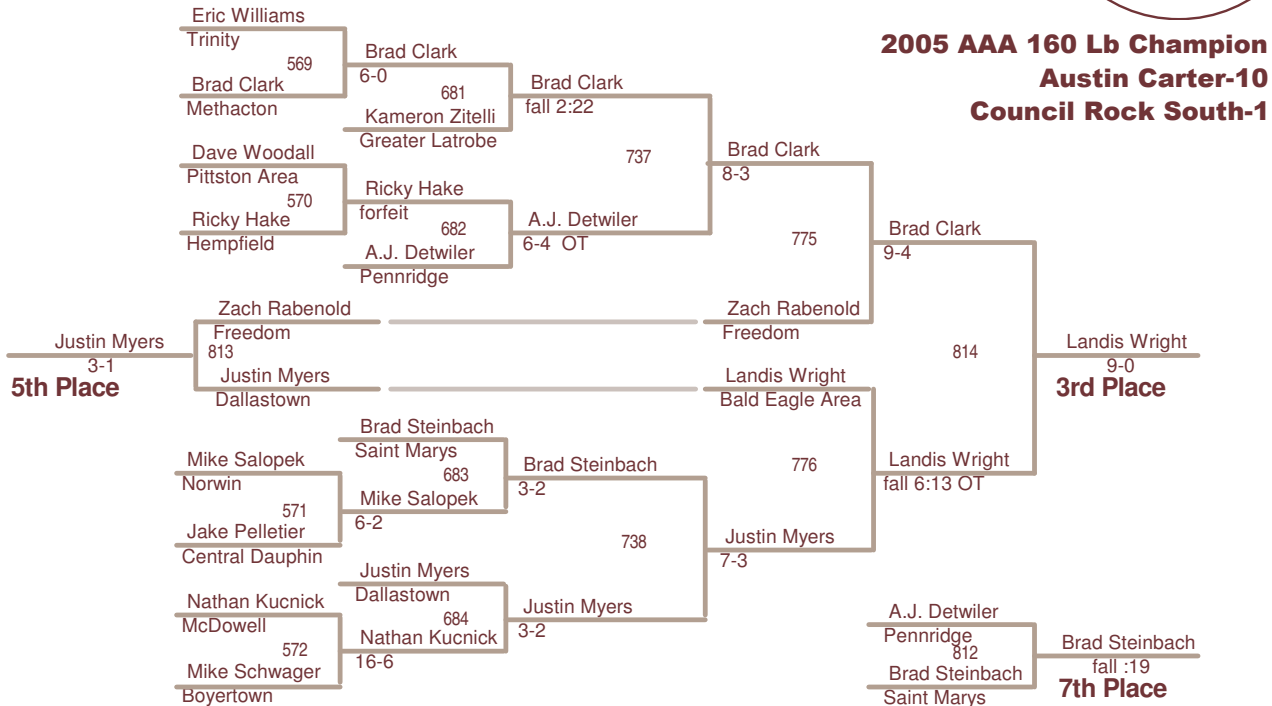 Eric Williams
Trinity
569
Brad Clark
Methacton
Brad Clark
6-0
681
Kameron Zitelli
Greater Latrobe
Brad Clark
fall 2:22
2005 AAA 160 Lb Champion
Austin Carter-10
Council Rock South-1
Dave Woodall
Pittston Area
570
Ricky Hake
Hempfield
Ricky Hake
forfeit
682
A.J. Detwiler
Pennridge
A.J. Detwiler
6-4 OT
737
Brad Clark
8-3
775
Brad Clark
9-4
Zach Rabenold
Freedom
Zach Rabenold
Freedom
Justin Myers
3-1
5th Place
813
Justin Myers
Dallastown
Landis Wright
Bald Eagle Area
814
Landis Wright
9-0
3rd Place
Brad Steinbach
Saint Marys
683
Mike Salopek
Norwin
571
Jake Pelletier
Central Dauphin
Mike Salopek
6-2
Brad Steinbach
3-2
776
Landis Wright
fall 6:13 OT
738
Justin Myers
7-3
Justin Myers
Dallastown
684
Nathan Kucnick
McDowell
572
Mike Schwager
Boyertown
Nathan Kucnick
16-6
Justin Myers
3-2
A.J. Detwiler
Pennridge
812
Brad Steinbach
Saint Marys
Brad Steinbach
fall :19
7th Place